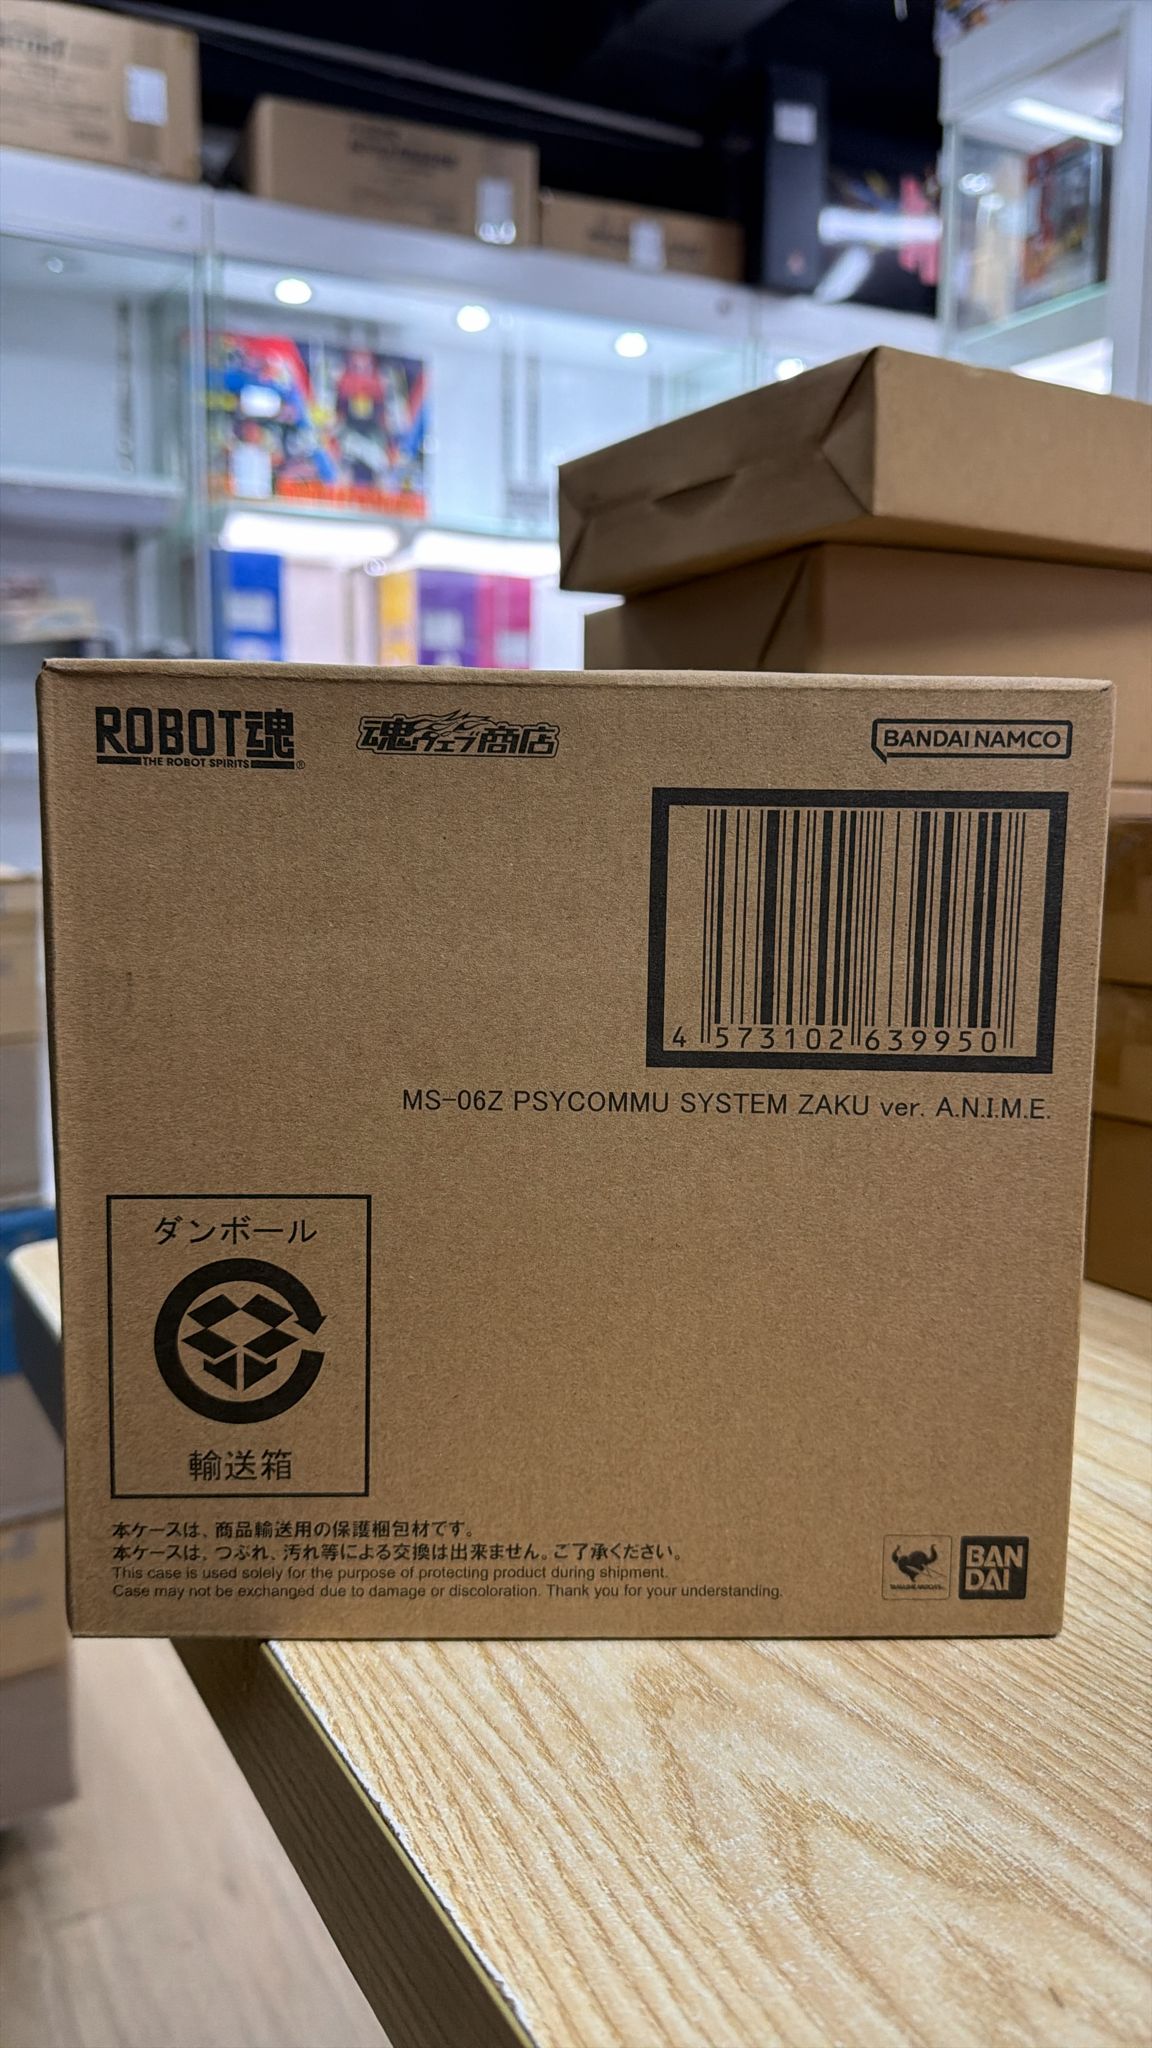 ROBOT魂
THE ROBOT SPIRITS ®
魂ウェブ商店
BANDAI NAMCO
4 573102 639950
MS-06Z PSYCOMMU SYSTEM ZAKU ver. A.N.I.M.E.
ダンボール
輸送箱
本ケースは、商品輸送用の保護梱包材です。
本ケースは、つぶれ、汚れ等による交換は出来ません。ご了承ください。
This case is used solely for the purpose of protecting product during shipment.
Case may not be exchanged due to damage or discoloration. Thank you for your understanding.
BAN
DAI